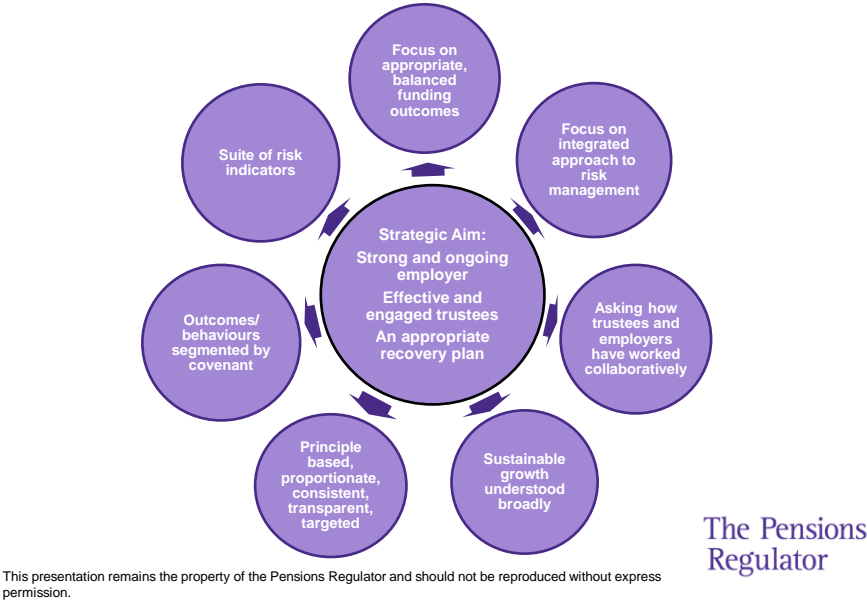 Focus on
appropriate,
balanced
funding
outcomes
Focus on
integrated
approach to
risk
management
Suite of risk
indicators
Strategic Aim:
Strong and ongoing
employer
Effective and
engaged trustees
An appropriate
recovery plan
Asking how
trustees and
employers
have worked
collaboratively
Outcomes/
behaviours
segmented by
covenant
Principle
based,
proportionate,
consistent,
transparent,
targeted
Sustainable
growth
understood
broadly
The Pensions
Regulator
This presentation remains the property of the Pensions Regulator and should not be reproduced without express
permission.